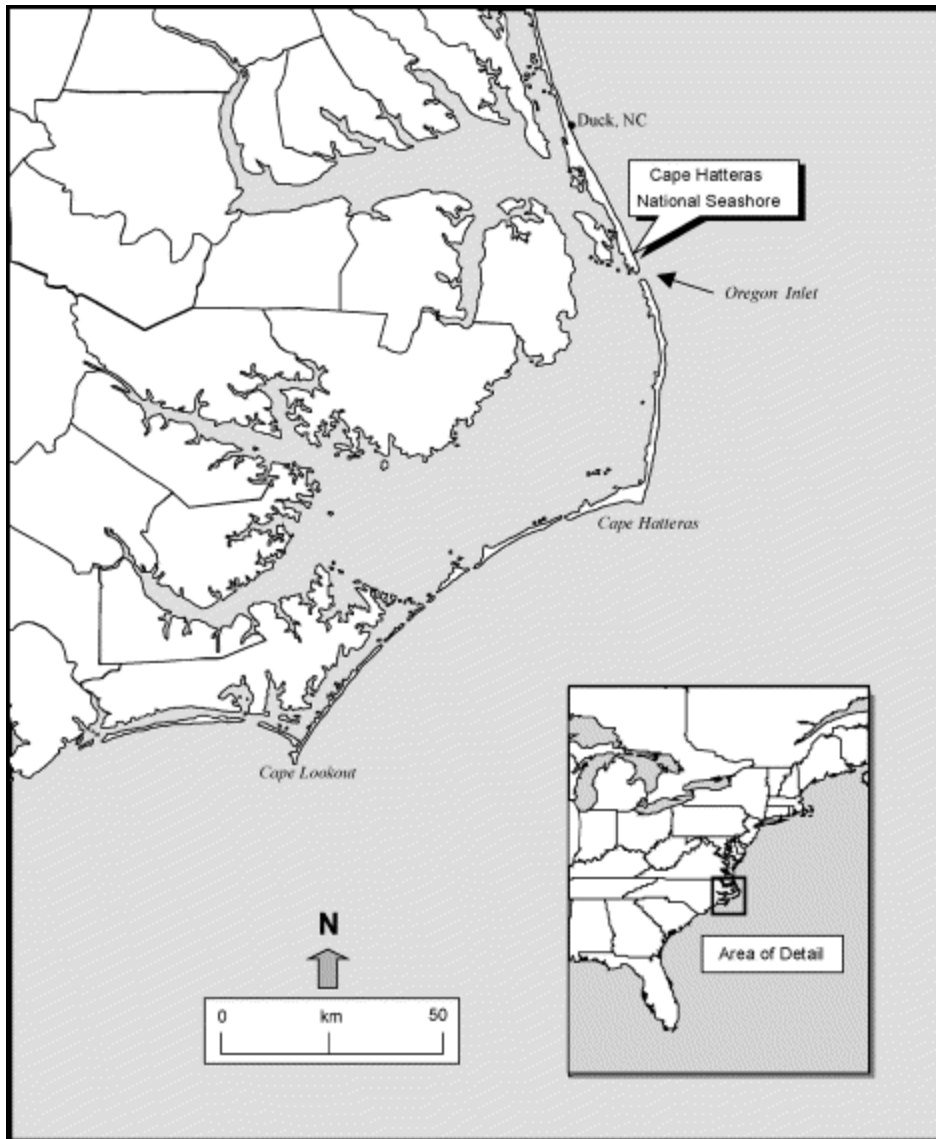 Duck, NC
Cape Hatteras
National Seashore
Oregon Inlet
Cape Hatteras
Cape Lookout
N
0 km 50
Area of Detail